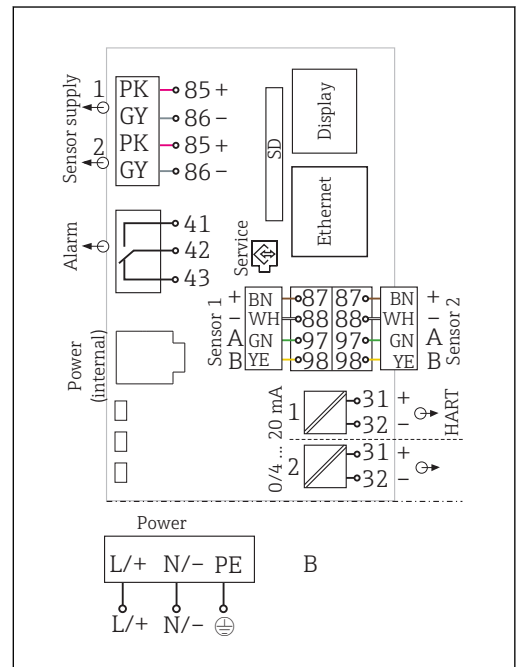 Sensor supply
1 PK 85 +
GY 86 –
2 PK 85 +
GY 86 –
SD
Display
Ethernet
Alarm
41
42
43
Service
Sensor 1
+ BN 87 87 BN +
– WH 88 88 WH –
A GN 97 97 GN A
B YE 98 98 YE B
Sensor 2
Power
(internal)
0/4 ... 20 mA
1 31 +
32 –
HART
2 31 +
32 –
Power
L/+ N/– PE
B
L/+ N/–